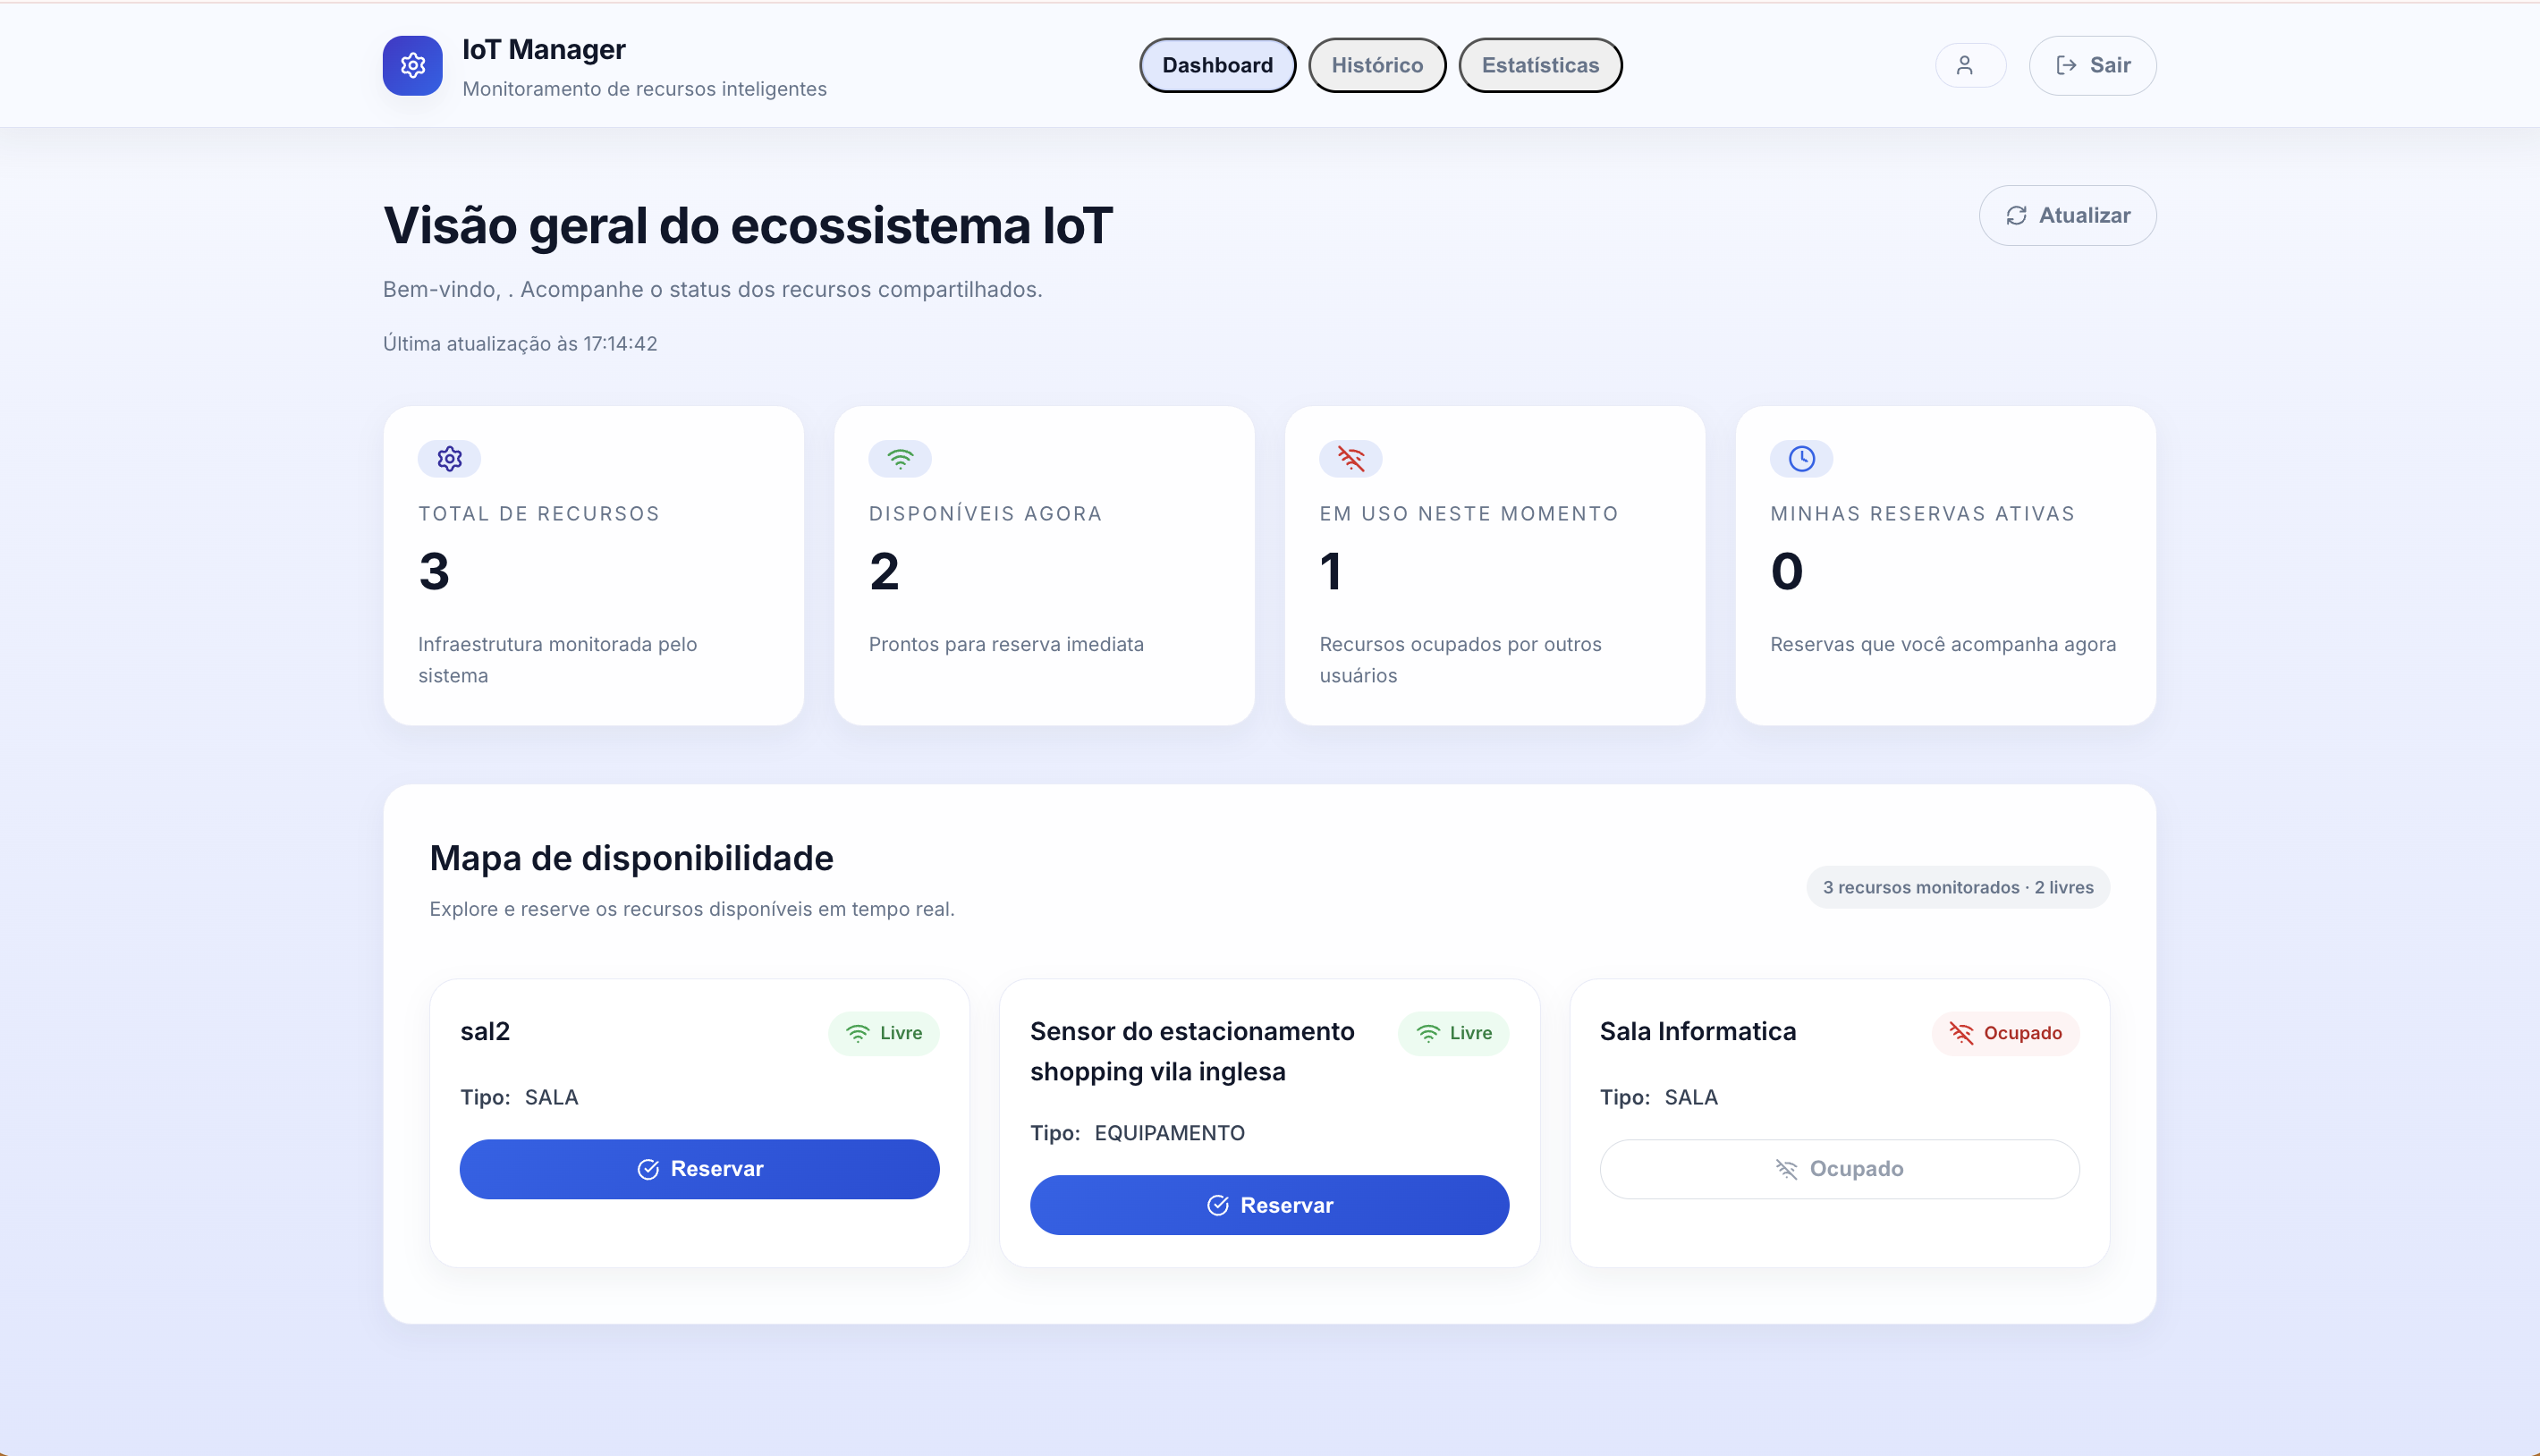 IoT Manager
Monitoramento de recursos inteligentes
Dashboard
Histórico
Estatísticas
Sair
Visão geral do ecossistema IoT
Atualizar
Bem-vindo, . Acompanhe o status dos recursos compartilhados.
Última atualização às 17:14:42
TOTAL DE RECURSOS
3
Infraestrutura monitorada pelo
sistema
DISPONÍVEIS AGORA
2
Prontos para reserva imediata
EM USO NESTE MOMENTO
1
Recursos ocupados por outros
usuários
MINHAS RESERVAS ATIVAS
0
Reservas que você acompanha agora
Mapa de disponibilidade
Explore e reserve os recursos disponíveis em tempo real.
3 recursos monitorados · 2 livres
sal2
Livre
Tipo: SALA
Reservar
Sensor do estacionamento
shopping vila inglesa
Livre
Tipo: EQUIPAMENTO
Reservar
Sala Informatica
Ocupado
Tipo: SALA
Ocupado